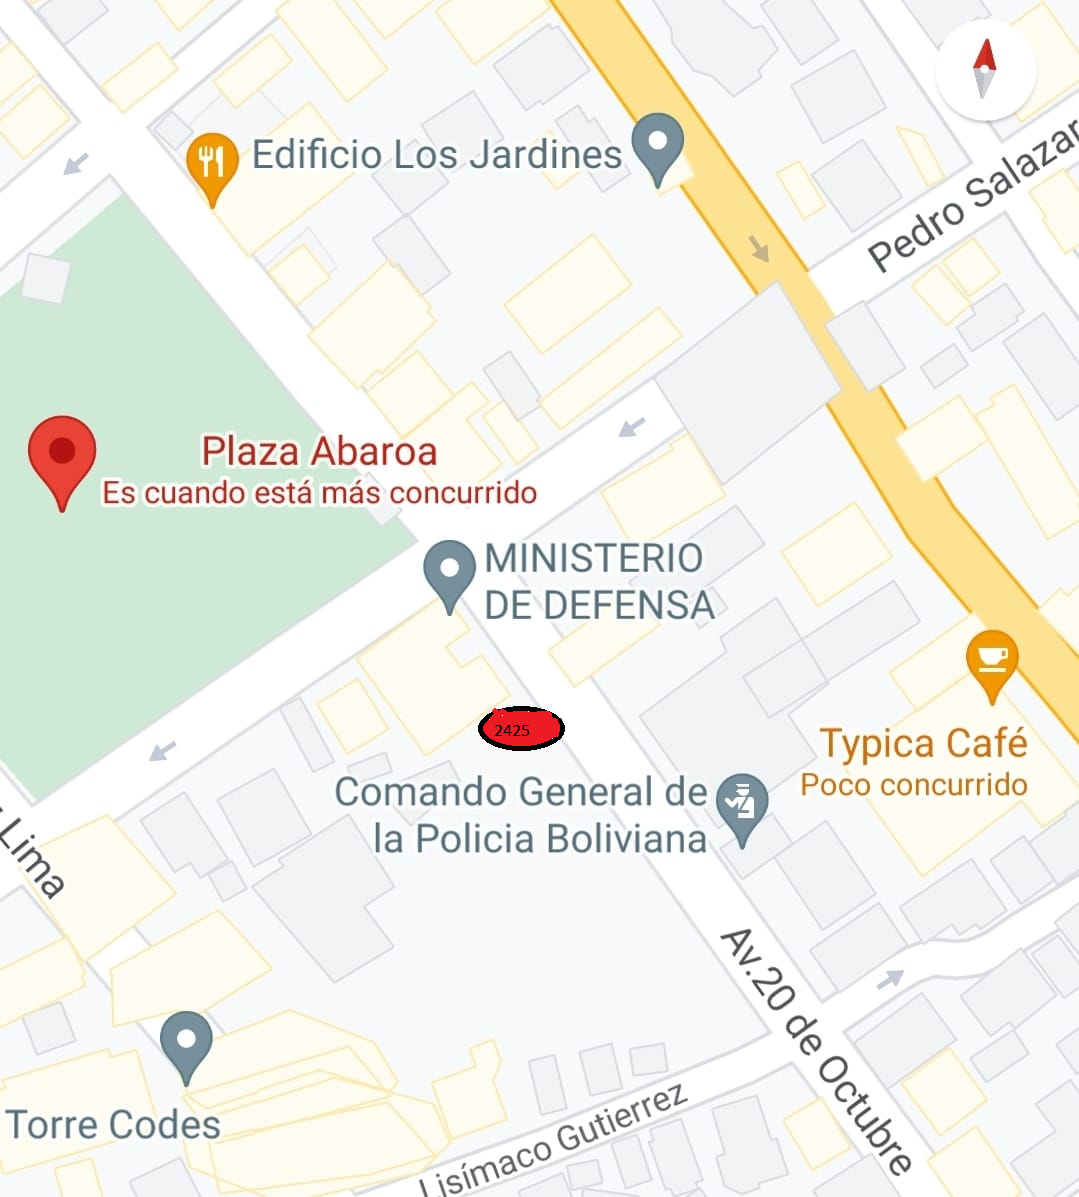 Edificio Los Jardines
Pedro Salazar
Plaza Abaroa
Es cuando está más concurrido
MINISTERIO
DE DEFENSA
2425
Typica Café
Poco concurrido
Comando General de
la Policia Boliviana
Lima
Av.20 de Octubre
Torre Codes
Lisímaco Gutierrez